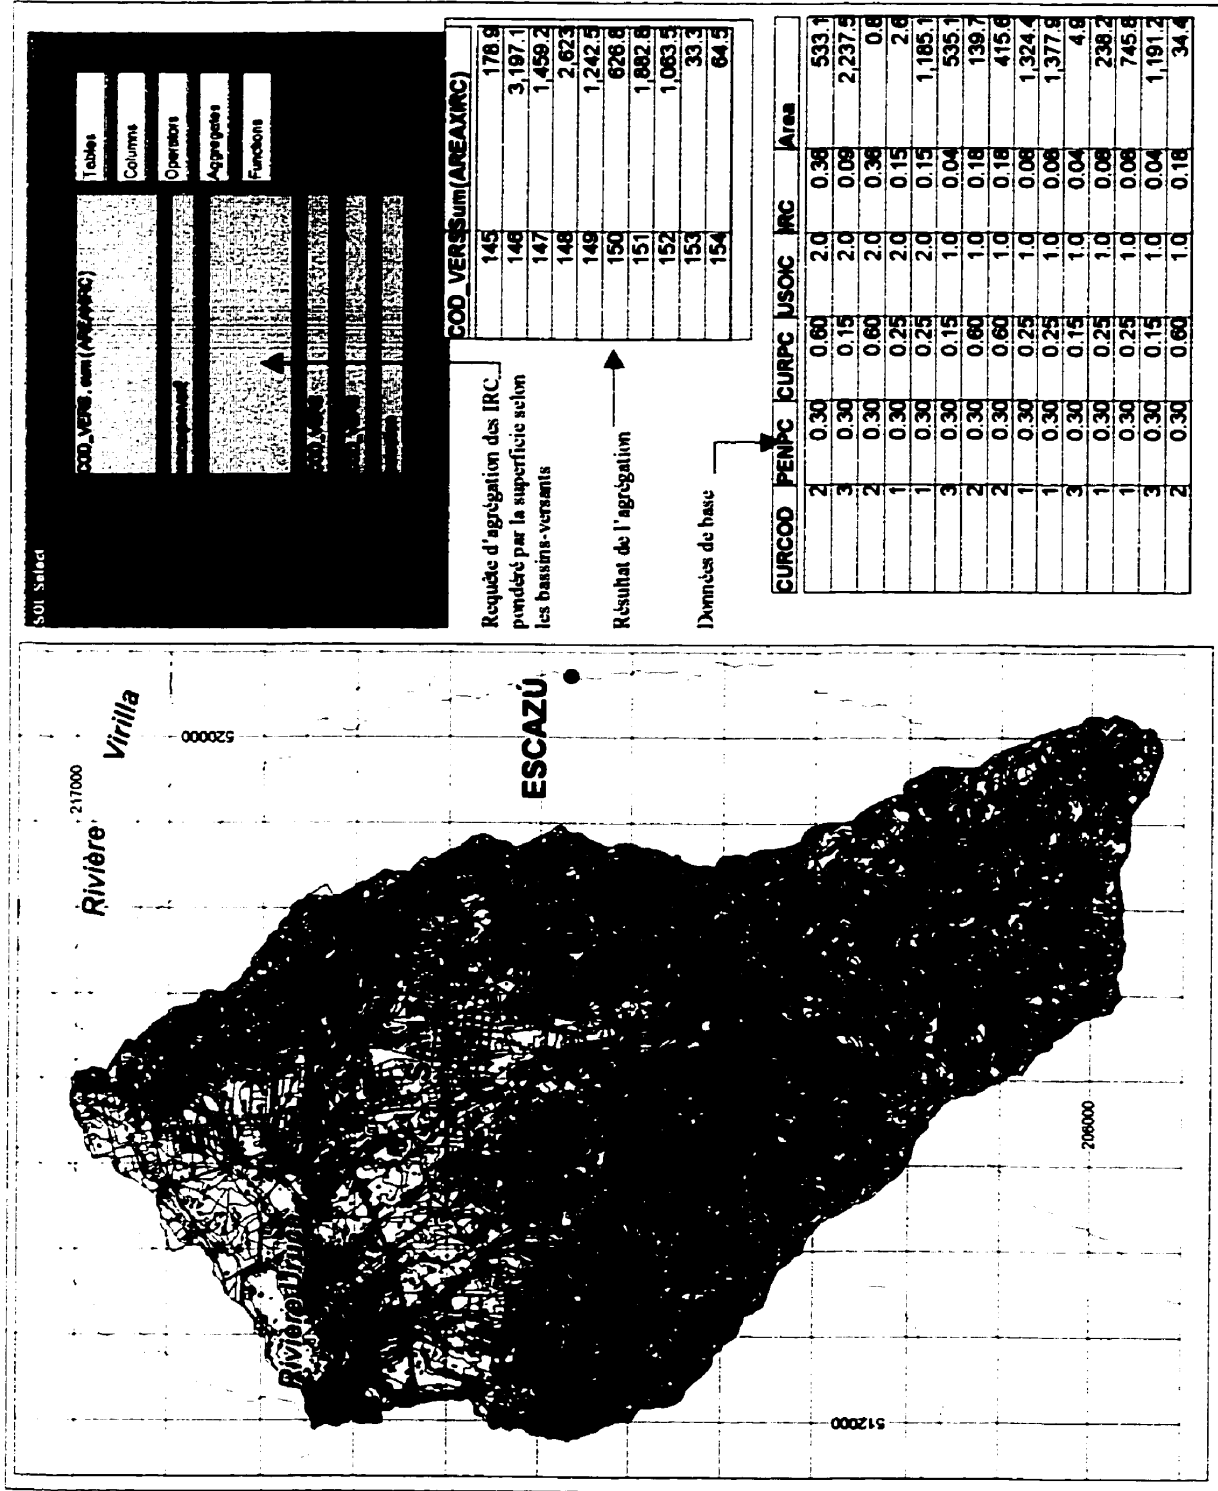 Rivière Virilla
217000
520000
ESCAZÚ
Rivière Uruca
206000
512000
SQL Select
COD_VERS, sum(AREAXIRC)
Tables
Columns
Operators
Aggregates
Functions
Requête d'agrégation des IRC
pondéré par la superficie selon
les bassins-versants
Résultat de l'agrégation
Données de base
COD_VERS Sum(AREAXIRC)
145 178.9
146 3,197.1
147 1,459.2
148 2,623
149 1,242.5
150 626.8
151 1,882.8
152 1,063.5
153 33.3
154 64.5
CURCOD PENPC CURPC USOIC IRC Area
2 0.30 0.60 2.0 0.36 533.1
3 0.30 0.15 2.0 0.09 2,237.5
2 0.30 0.60 2.0 0.36 0.8
1 0.30 0.25 2.0 0.15 2.6
1 0.30 0.25 2.0 0.15 1,185.1
3 0.30 0.15 1.0 0.04 535.1
2 0.30 0.60 1.0 0.18 139.7
2 0.30 0.60 1.0 0.18 415.6
1 0.30 0.25 1.0 0.08 1,324.4
1 0.30 0.25 1.0 0.08 1,377.9
3 0.30 0.15 1.0 0.04 4.9
1 0.30 0.25 1.0 0.08 238.2
1 0.30 0.25 1.0 0.08 745.8
3 0.30 0.15 1.0 0.04 1,191.2
2 0.30 0.60 1.0 0.18 34.4